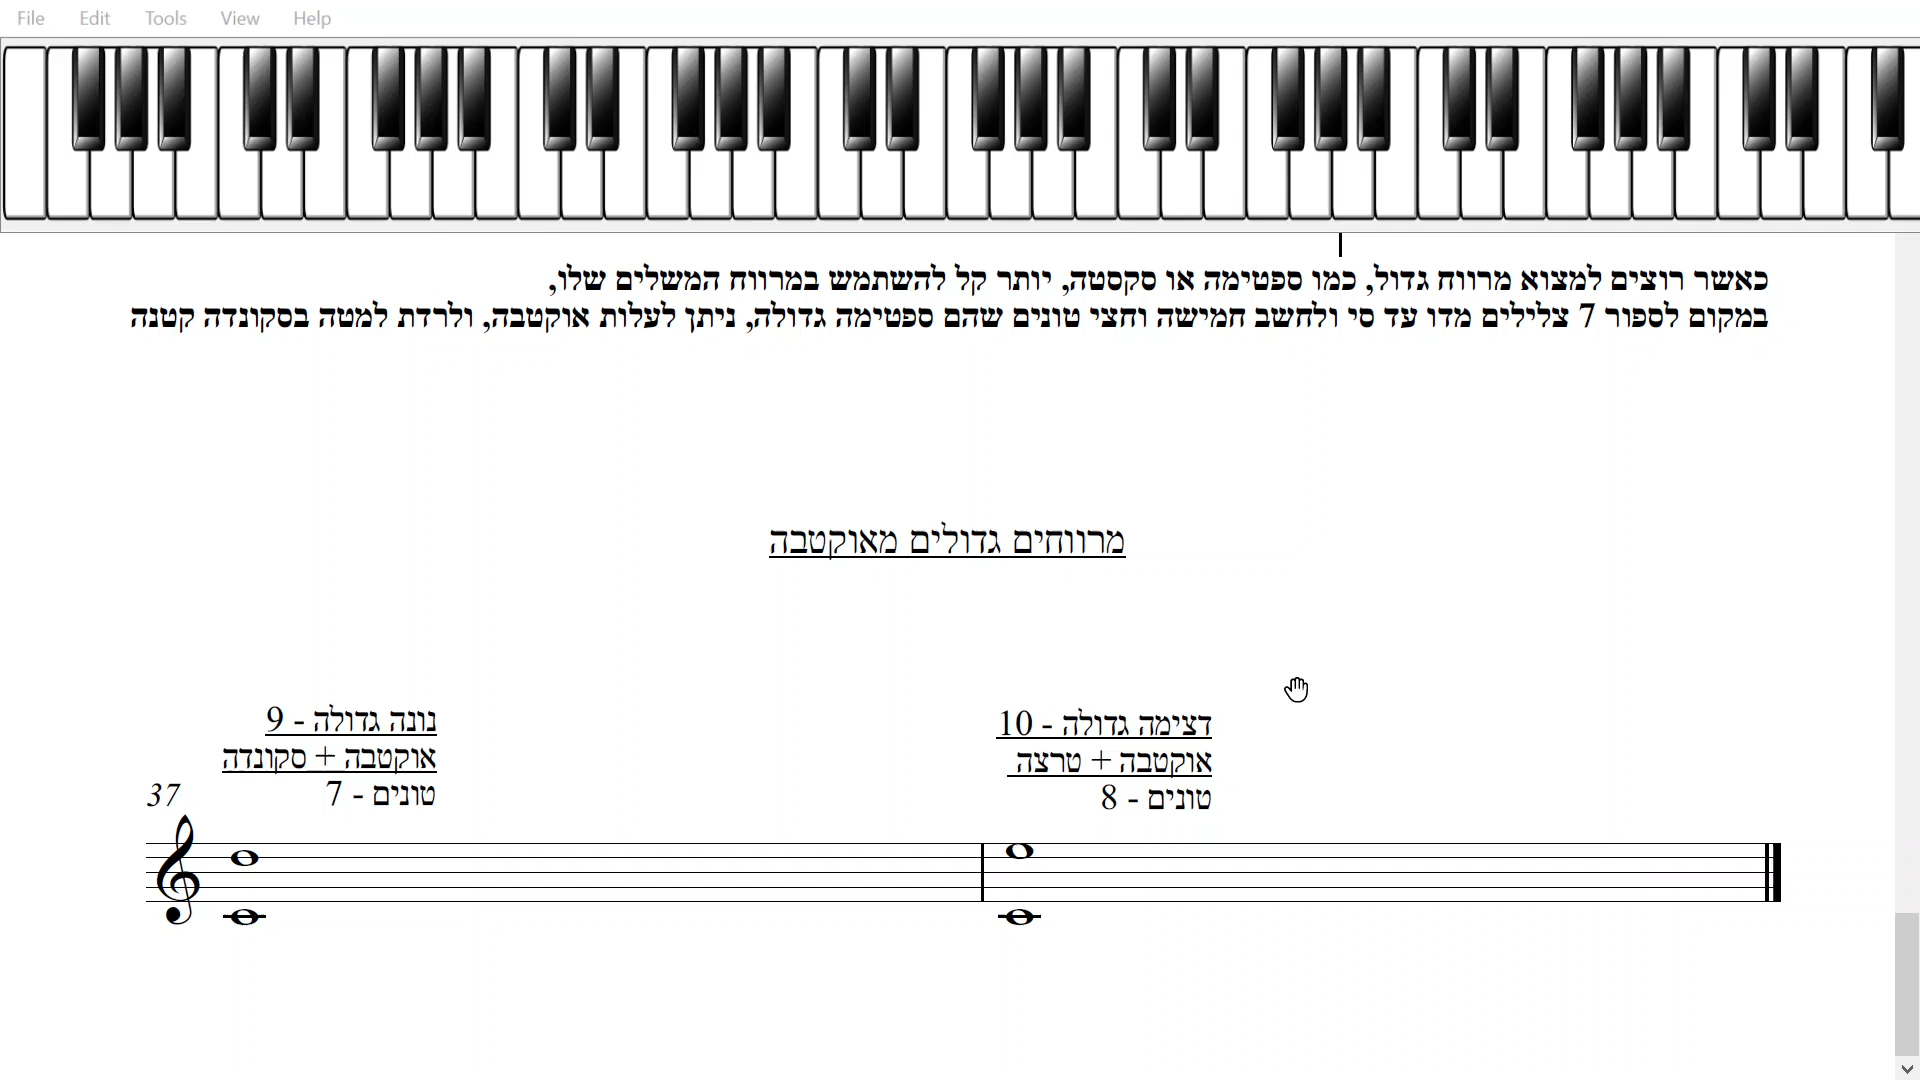 File Edit Tools View Help
כאשר רוצים למצוא מרווח גדול, כמו ספטימה או סקסטה, יותר קל להשתמש במרווח המשלים שלו,
במקום לספור 7 צלילים מדו עד סי ולחשב חמישה וחצי טונים שהם ספטימה גדולה, ניתן לעלות אוקטבה, ולרדת למטה בסקונדה קטנה
מרווחים גדולים מאוקטבה
נונה גדולה - 9
אוקטבה + סקונדה
טונים - 7
דצימה גדולה - 10
אוקטבה + טרצה
טונים - 8
37